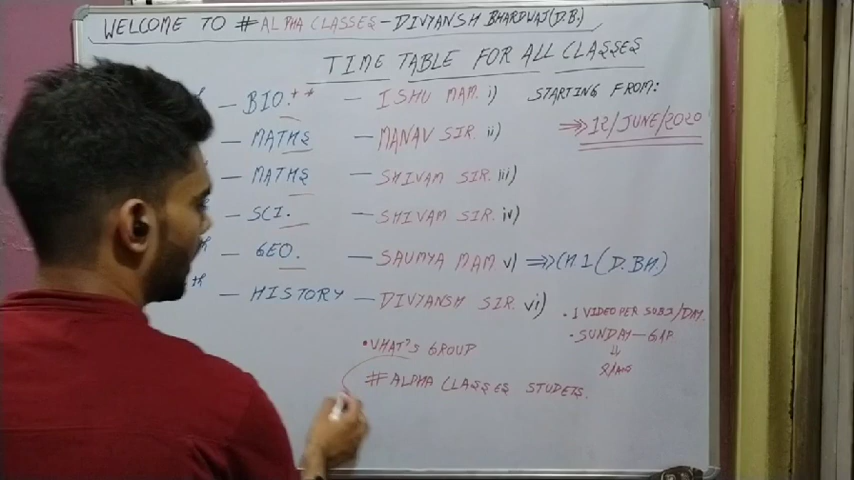 WELCOME TO #ALPHA CLASSES-DIVYANSH BHARDWAJ(D.B.)
TIME TABLE FOR ALL CLASSES
STARTING FROM:
⇒12/JUNE/2020
— BIO.** — ISHU MAM. i)
— MATHS — MANAV SIR. ii)
— MATHS — SHIVAM SIR. iii)
— SCI. — SHIVAM SIR. iv)
— GEO. — SAUMYA MAM. v) ⇒ CH 1 (D.BH.)
— HISTORY — DIVYANSH SIR. vi)
• 1 VIDEO PER SUBJ/DAY.
• SUNDAY—GAP
↓
• WHAT'S GROUP
#ALPHA CLASSES STUDETS.